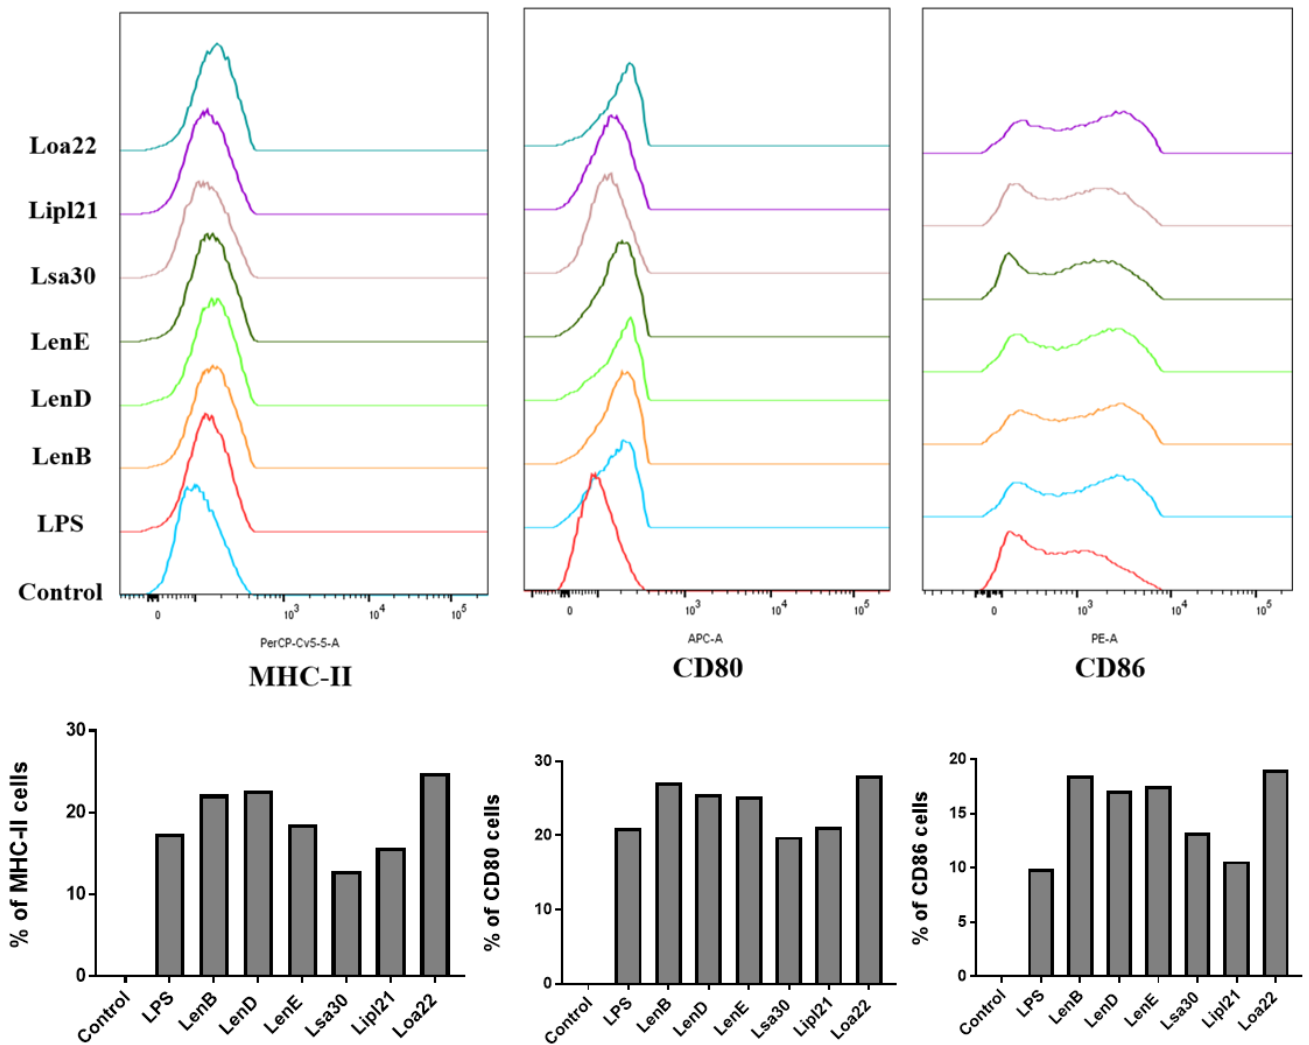 Loa22
Lipl21
Lsa30
LenE
LenD
LenB
LPS
Control
0 10³ 10⁴ 10⁵
PerCP-Cy5-5-A
MHC-II
0 10³ 10⁴ 10⁵
APC-A
CD80
0 10³ 10⁴ 10⁵
PE-A
CD86
% of MHC-II cells
30
20
10
0
Control LPS LenB LenD LenE Lsa30 Lipl21 Loa22
% of CD80 cells
30
20
10
0
Control LPS LenB LenD LenE Lsa30 Lipl21 Loa22
% of CD86 cells
20
15
10
5
0
Control LPS LenB LenD LenE Lsa30 Lipl21 Loa22